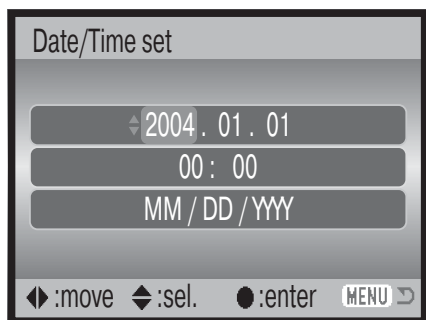 Date/Time set
2004 . 01 . 01
00 : 00
MM / DD / YYYY
:move :sel. :enter MENU